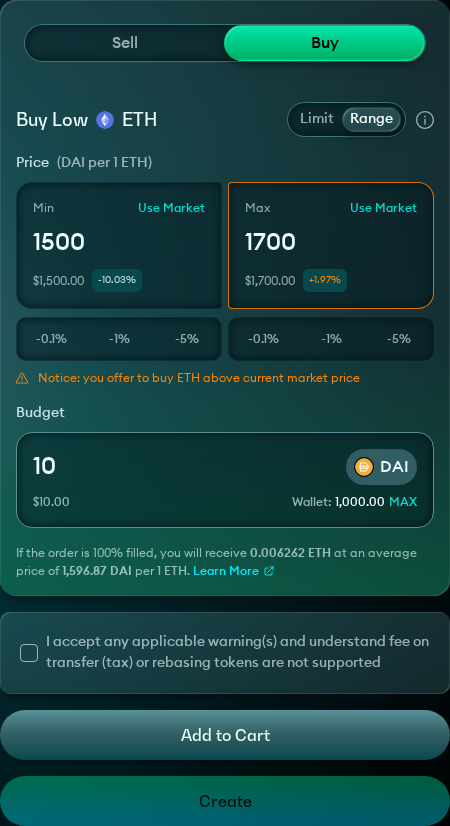 Sell Buy
Buy Low ETH Limit Range
Price (DAI per 1 ETH)
Min Use Market Max Use Market
1500 1700
$1,500.00 -10.03% $1,700.00 +1.97%
-0.1% -1% -5% -0.1% -1% -5%
Notice: you offer to buy ETH above current market price
Budget
10 DAI
$10.00 Wallet: 1,000.00 MAX
If the order is 100% filled, you will receive 0.006262 ETH at an average
price of 1,596.87 DAI per 1 ETH. Learn More
I accept any applicable warning(s) and understand fee on
transfer (tax) or rebasing tokens are not supported
Add to Cart
Create